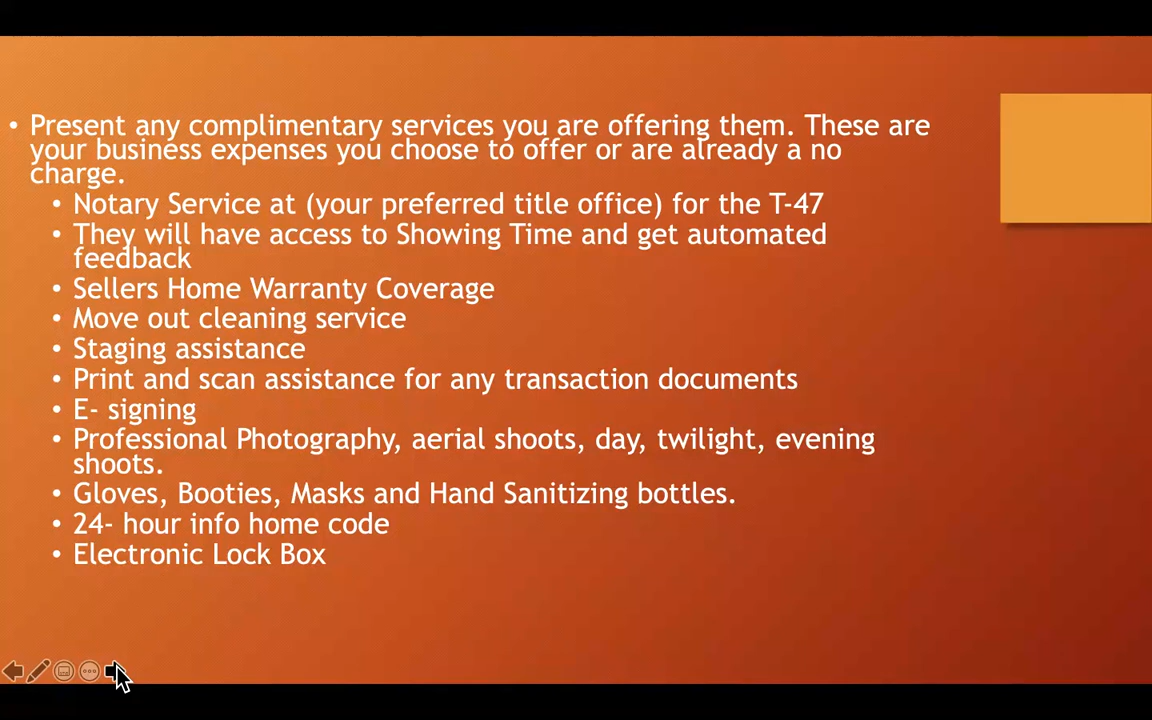 • Present any complimentary services you are offering them. These are
your business expenses you choose to offer or are already a no
charge.
• Notary Service at (your preferred title office) for the T-47
• They will have access to Showing Time and get automated
feedback
• Sellers Home Warranty Coverage
• Move out cleaning service
• Staging assistance
• Print and scan assistance for any transaction documents
• E- signing
• Professional Photography, aerial shoots, day, twilight, evening
shoots.
• Gloves, Booties, Masks and Hand Sanitizing bottles.
• 24- hour info home code
• Electronic Lock Box